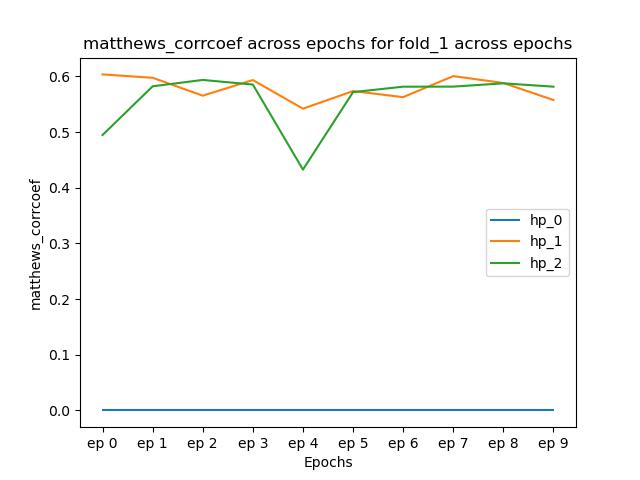 matthews_corrcoef across epochs for fold_1 across epochs
matthews_corrcoef
0.6
0.5
0.4
0.3
0.2
0.1
0.0
hp_0
hp_1
hp_2
ep 0 ep 1 ep 2 ep 3 ep 4 ep 5 ep 6 ep 7 ep 8 ep 9
Epochs